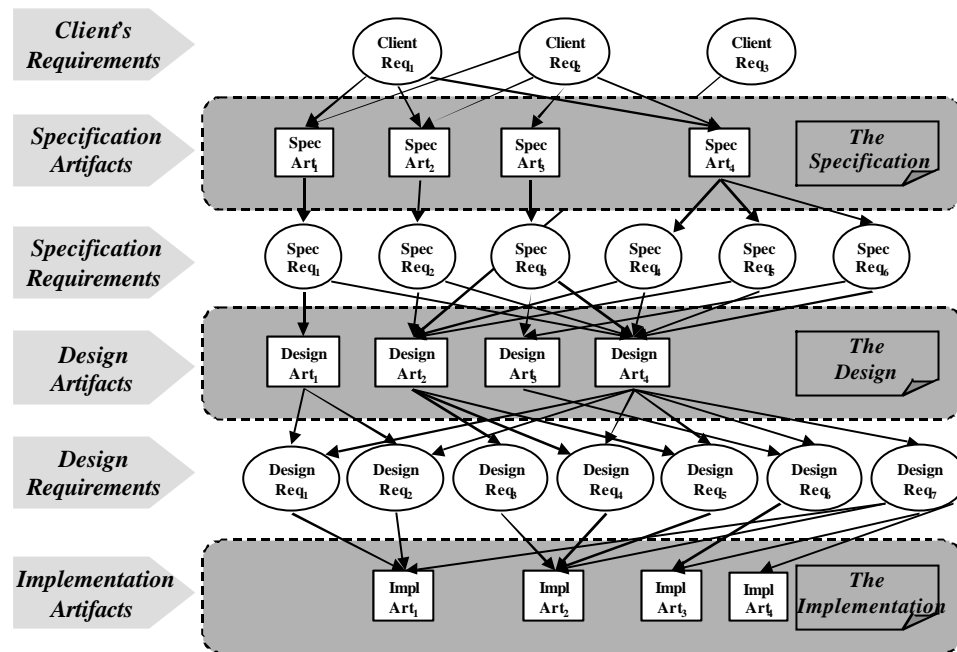 Client's
Requirements
Client
Req1
Client
Req2
Client
Req3
Specification
Artifacts
Spec
Art1
Spec
Art2
Spec
Art3
Spec
Art4
The
Specification
Specification
Requirements
Spec
Req1
Spec
Req2
Spec
Req3
Spec
Req4
Spec
Req5
Spec
Req6
Design
Artifacts
Design
Art1
Design
Art2
Design
Art3
Design
Art4
The
Design
Design
Requirements
Design
Req1
Design
Req2
Design
Req3
Design
Req4
Design
Req5
Design
Req6
Design
Req7
Implementation
Artifacts
Impl
Art1
Impl
Art2
Impl
Art3
Impl
Art4
The
Implementation